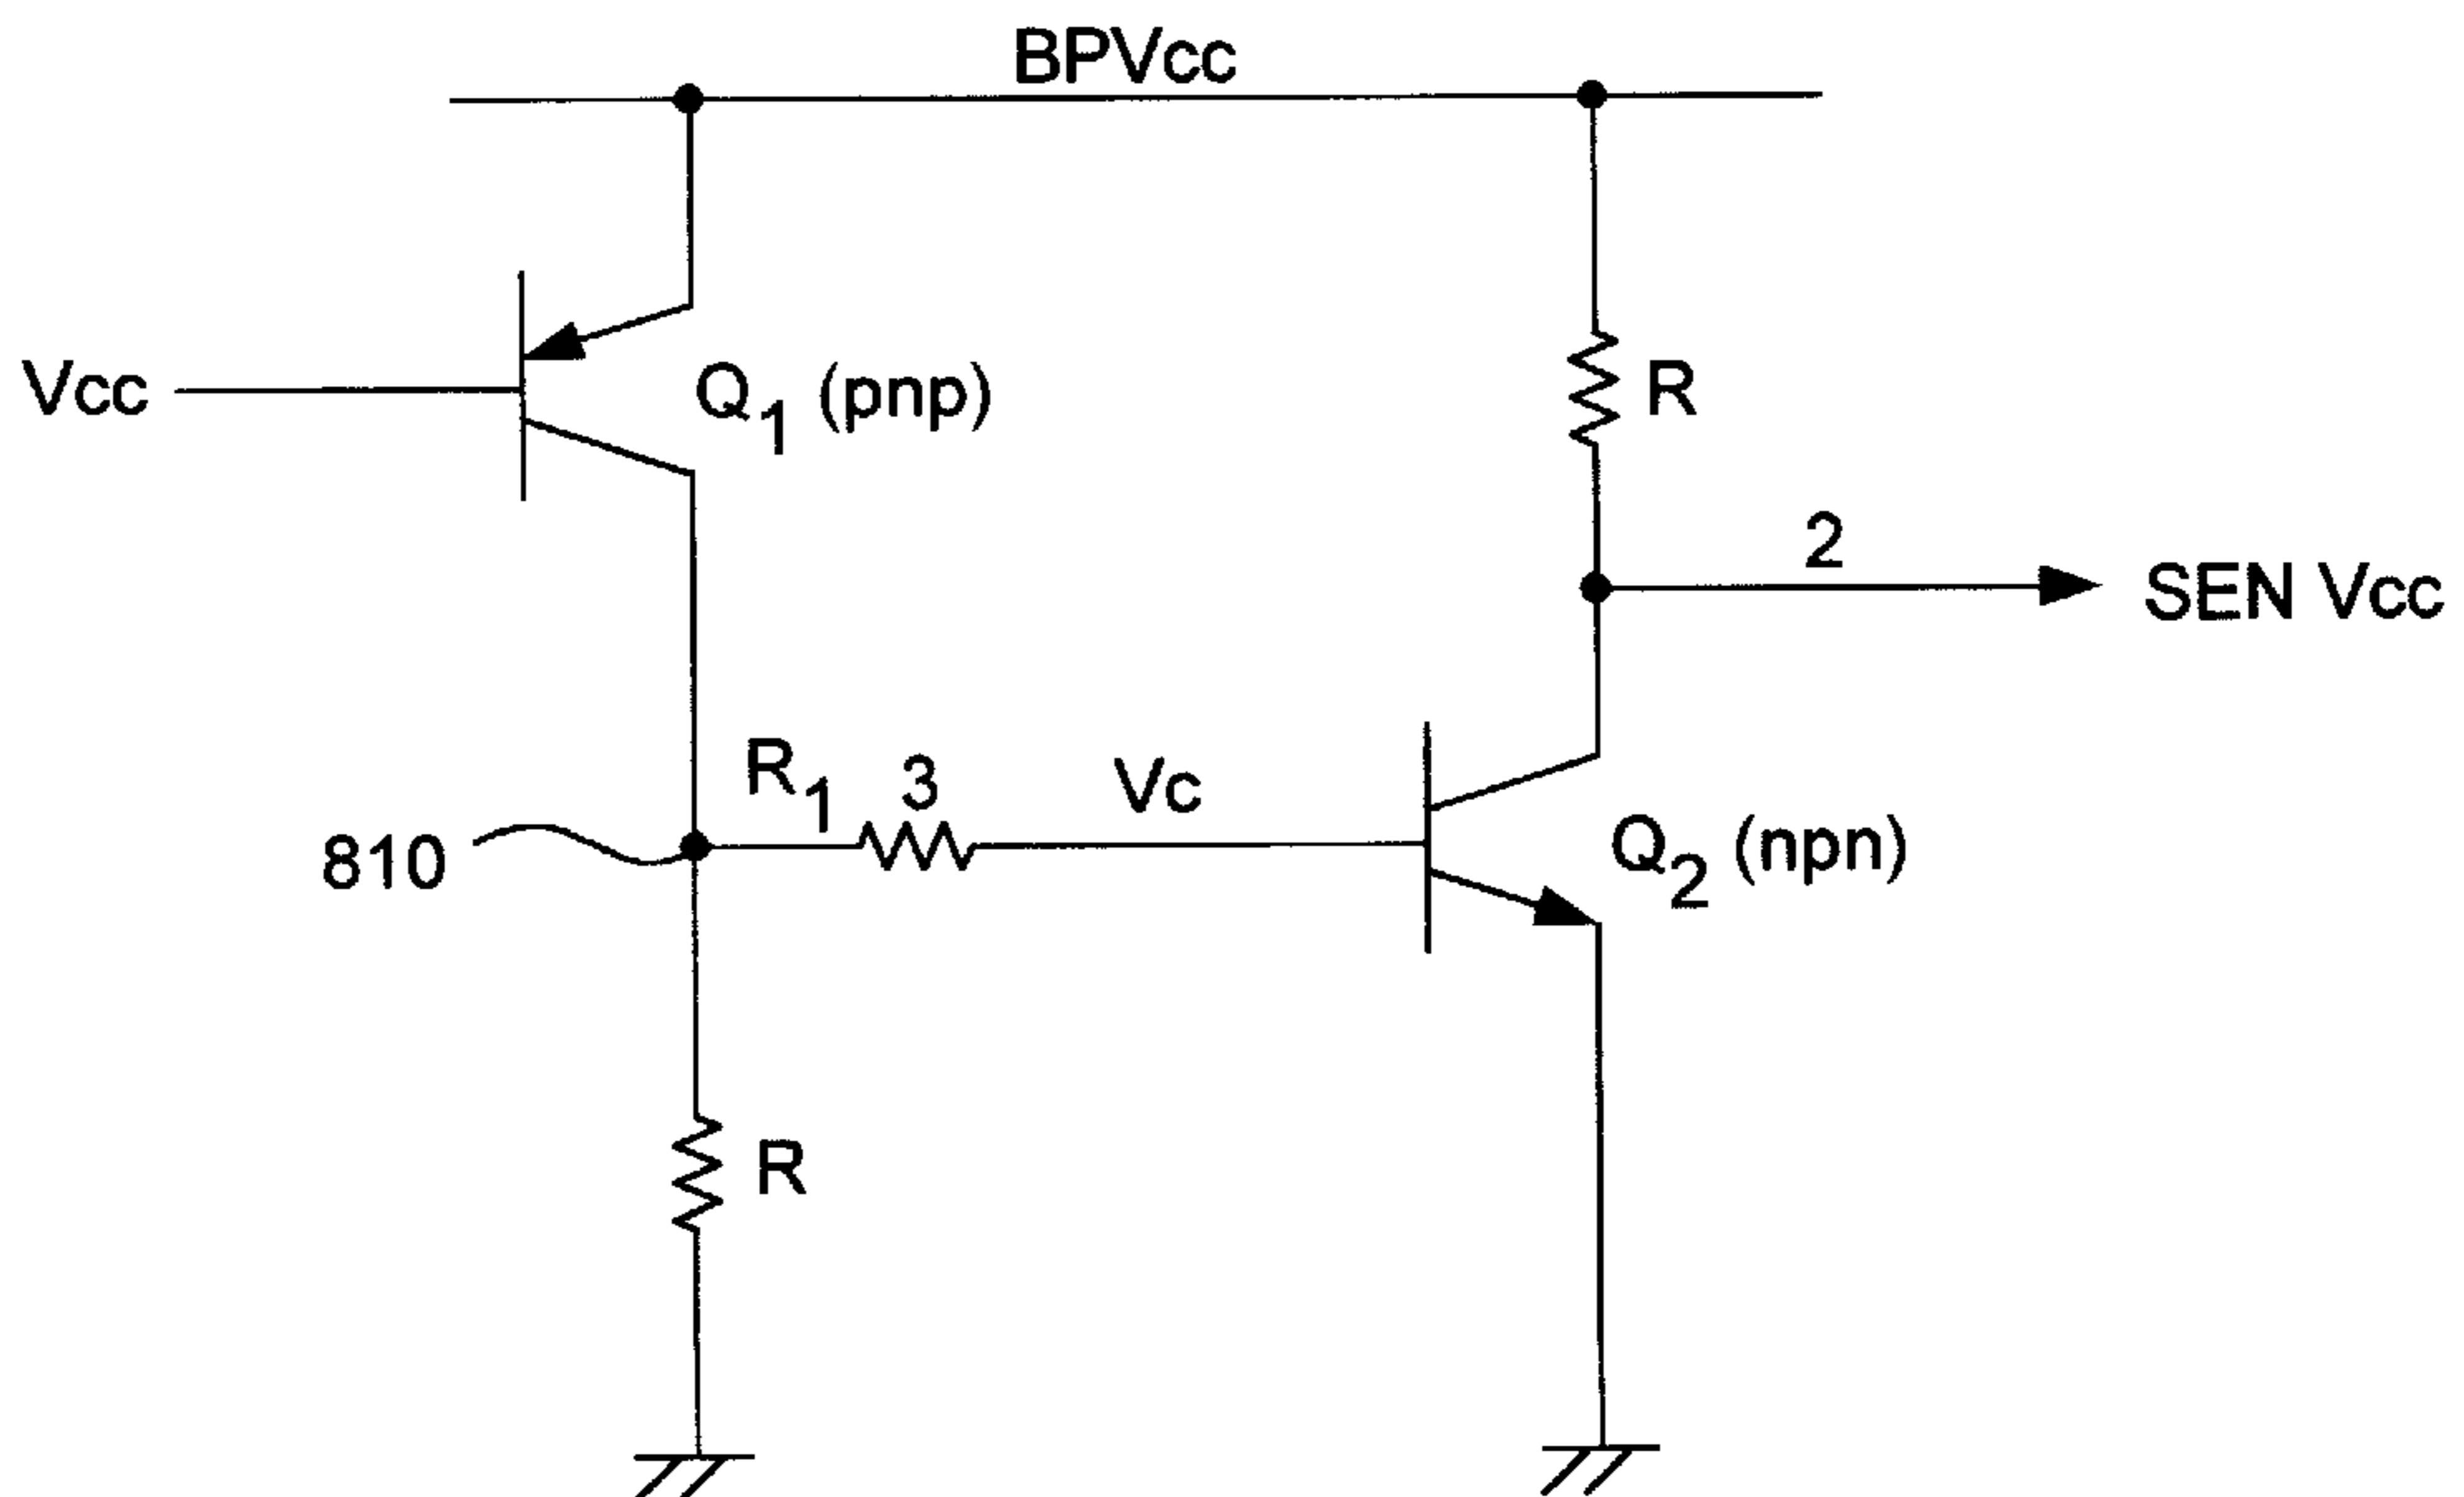 BPVcc
Vcc
Q1 (pnp)
R
2
SEN Vcc
R1
3
Vc
810
Q2 (npn)
R